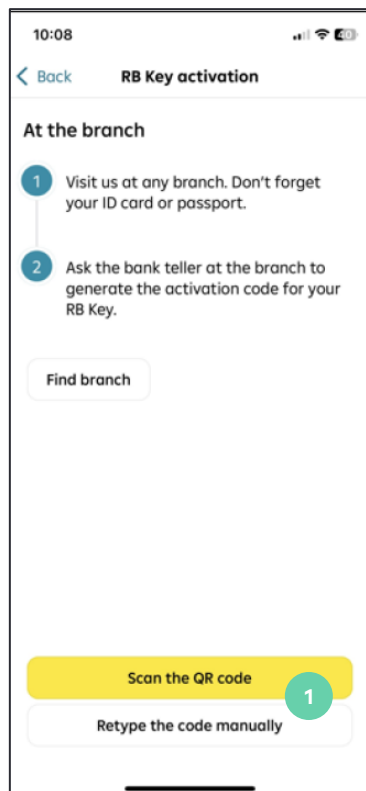 10:08
40
Back
RB Key activation
At the branch
1
Visit us at any branch. Don't forget
your ID card or passport.
2
Ask the bank teller at the branch to
generate the activation code for your
RB Key.
Find branch
Scan the QR code
1
Retype the code manually